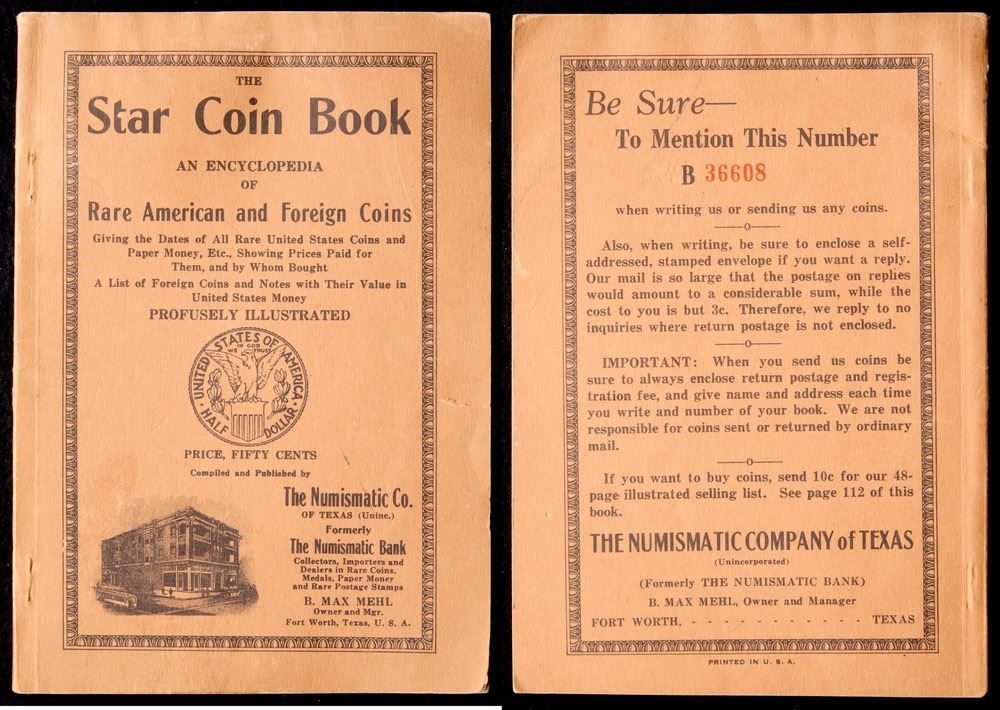 THE
Star Coin Book
AN ENCYCLOPEDIA
OF
Rare American and Foreign Coins
Giving the Dates of All Rare United States Coins and
Paper Money, Etc., Showing Prices Paid for
Them, and by Whom Bought
A List of Foreign Coins and Notes with Their Value in
United States Money
PROFUSELY ILLUSTRATED
UNITED STATES OF AMERICA
IN GOD
WE TRUST
HALF DOLLAR
PRICE, FIFTY CENTS
Compiled and Published by
The Numismatic Co.
OF TEXAS (Uninc.)
Formerly
The Numismatic Bank
Collectors, Importers and
Dealers in Rare Coins,
Medals, Paper Money
and Rare Postage Stamps
B. MAX MEHL
Owner and Mgr.
Fort Worth, Texas, U. S. A.
Be Sure—
To Mention This Number
B 36608
when writing us or sending us any coins.
Also, when writing, be sure to enclose a self-
addressed, stamped envelope if you want a reply.
Our mail is so large that the postage on replies
would amount to a considerable sum, while the
cost to you is but 3c. Therefore, we reply to no
inquiries where return postage is not enclosed.
IMPORTANT: When you send us coins be
sure to always enclose return postage and regis-
tration fee, and give name and address each time
you write and number of your book. We are not
responsible for coins sent or returned by ordinary
mail.
If you want to buy coins, send 10c for our 48-
page illustrated selling list. See page 112 of this
book.
THE NUMISMATIC COMPANY of TEXAS
(Unincorporated)
(Formerly THE NUMISMATIC BANK)
B. MAX MEHL, Owner and Manager
FORT WORTH, - - - - - - - - - - - TEXAS
PRINTED IN U. S. A.